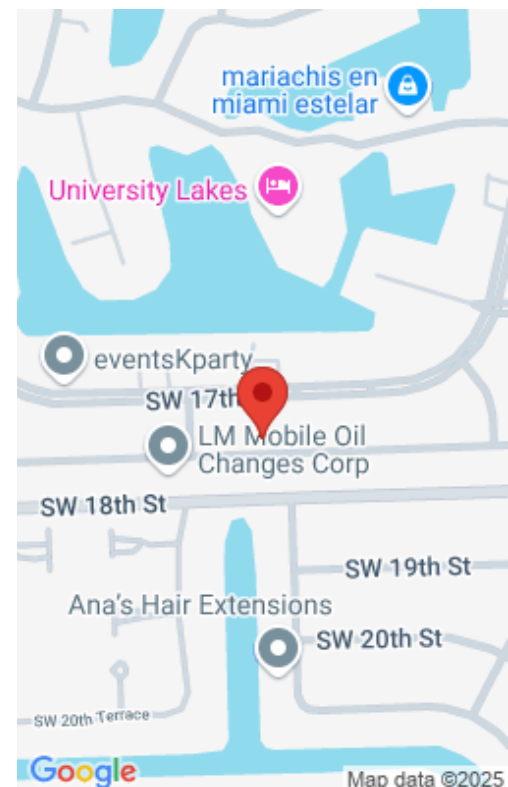 mariachis en
miami estelar
University Lakes
eventsKparty
SW 17th
LM Mobile Oil
Changes Corp
SW 18th St
SW 19th St
Ana's Hair Extensions
SW 20th St
SW 20th Terrace
Google
Map data ©2025